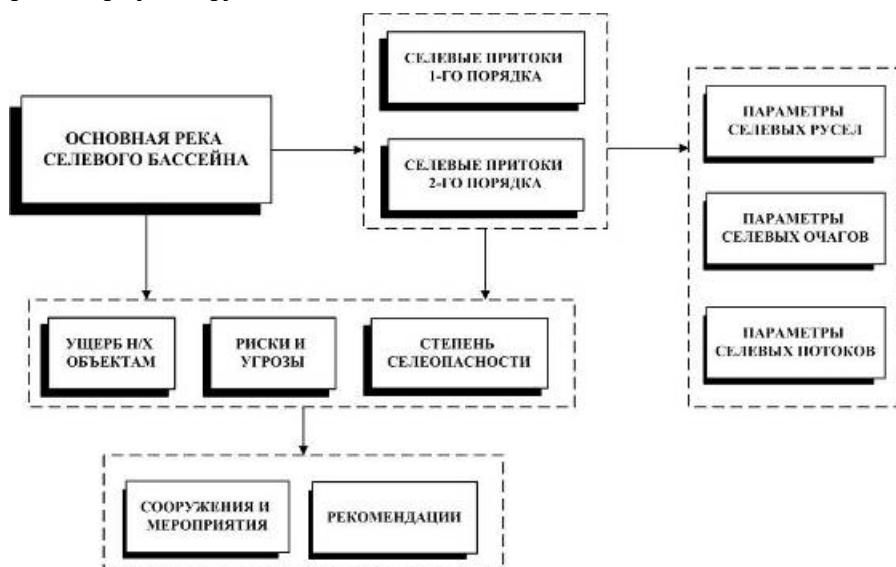 СЕЛЕВЫЕ ПРИТОКИ
1-ГО ПОРЯДКА
ОСНОВНАЯ РЕКА
СЕЛЕВОГО БАССЕЙНА
СЕЛЕВЫЕ ПРИТОКИ
2-ГО ПОРЯДКА
ПАРАМЕТРЫ
СЕЛЕВЫХ РУСЕЛ
ПАРАМЕТРЫ
СЕЛЕВЫХ ОЧАГОВ
ПАРАМЕТРЫ
СЕЛЕВЫХ ПОТОКОВ
УЩЕРБ Н/Х
ОБЪЕКТАМ
РИСКИ И
УГРОЗЫ
СТЕПЕНЬ
СЕЛЕОПАСНОСТИ
СООРУЖЕНИЯ И
МЕРОПРИЯТИЯ
РЕКОМЕНДАЦИИ